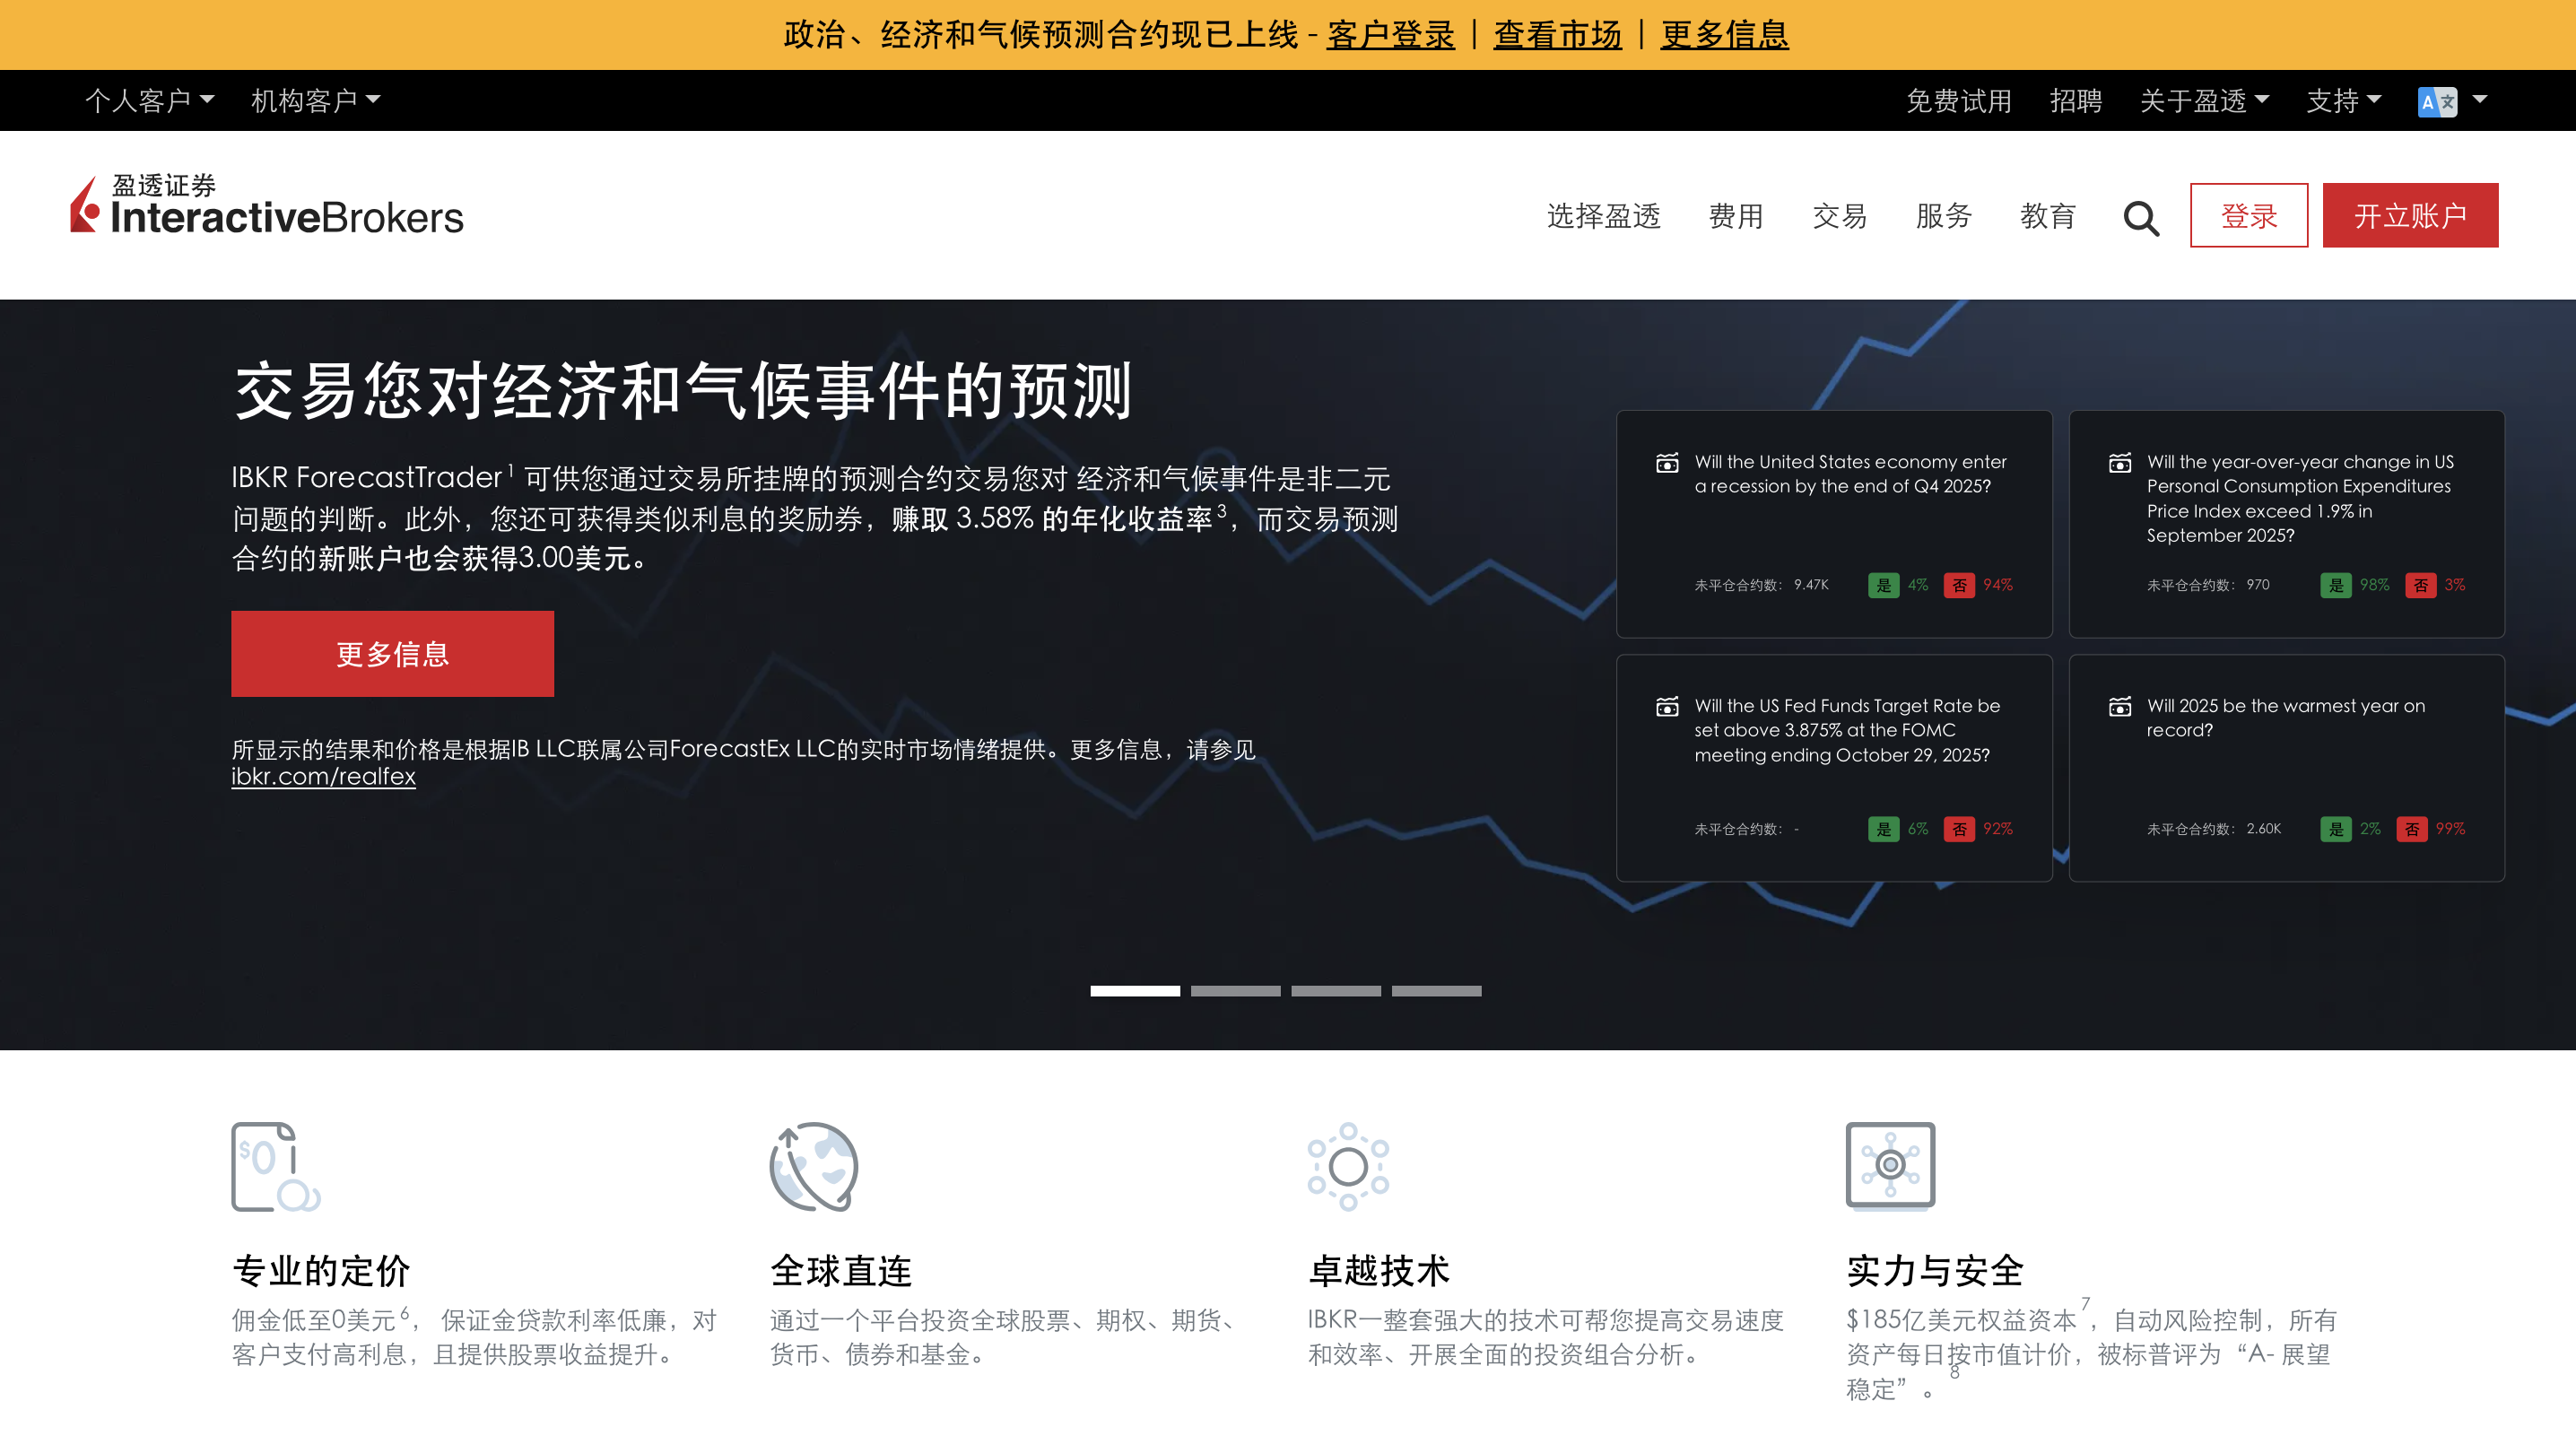 政治、经济和气候预测合约现已上线 - 客户登录 | 查看市场 | 更多信息
个人客户 机构客户 免费试用 招聘 关于盈透 支持 A文
盈透证券
InteractiveBrokers
选择盈透 费用 交易 服务 教育 登录 开立账户
交易您对经济和气候事件的预测
IBKR ForecastTrader1 可供您通过交易所挂牌的预测合约交易您对 经济和气候事件是非二元
问题的判断。此外，您还可获得类似利息的奖励券，赚取 3.58% 的年化收益率3，而交易预测
合约的新账户也会获得3.00美元。
更多信息
所显示的结果和价格是根据IB LLC联属公司ForecastEx LLC的实时市场情绪提供。更多信息，请参见
ibkr.com/realfex
Will the United States economy enter
a recession by the end of Q4 2025?
未平仓合约数： 9.47K 是 4% 否 94%
Will the year-over-year change in US
Personal Consumption Expenditures
Price Index exceed 1.9% in
September 2025?
未平仓合约数： 970 是 98% 否 3%
Will the US Fed Funds Target Rate be
set above 3.875% at the FOMC
meeting ending October 29, 2025?
未平仓合约数： - 是 6% 否 92%
Will 2025 be the warmest year on
record?
未平仓合约数： 2.60K 是 2% 否 99%
$0
专业的定价
佣金低至0美元6， 保证金贷款利率低廉，对
客户支付高利息，且提供股票收益提升。
全球直连
通过一个平台投资全球股票、期权、期货、
货币、债券和基金。
卓越技术
IBKR一整套强大的技术可帮您提高交易速度
和效率、开展全面的投资组合分析。
实力与安全
$185亿美元权益资本7，自动风险控制，所有
资产每日按市值计价，被标普评为“A- 展望
稳定”。8